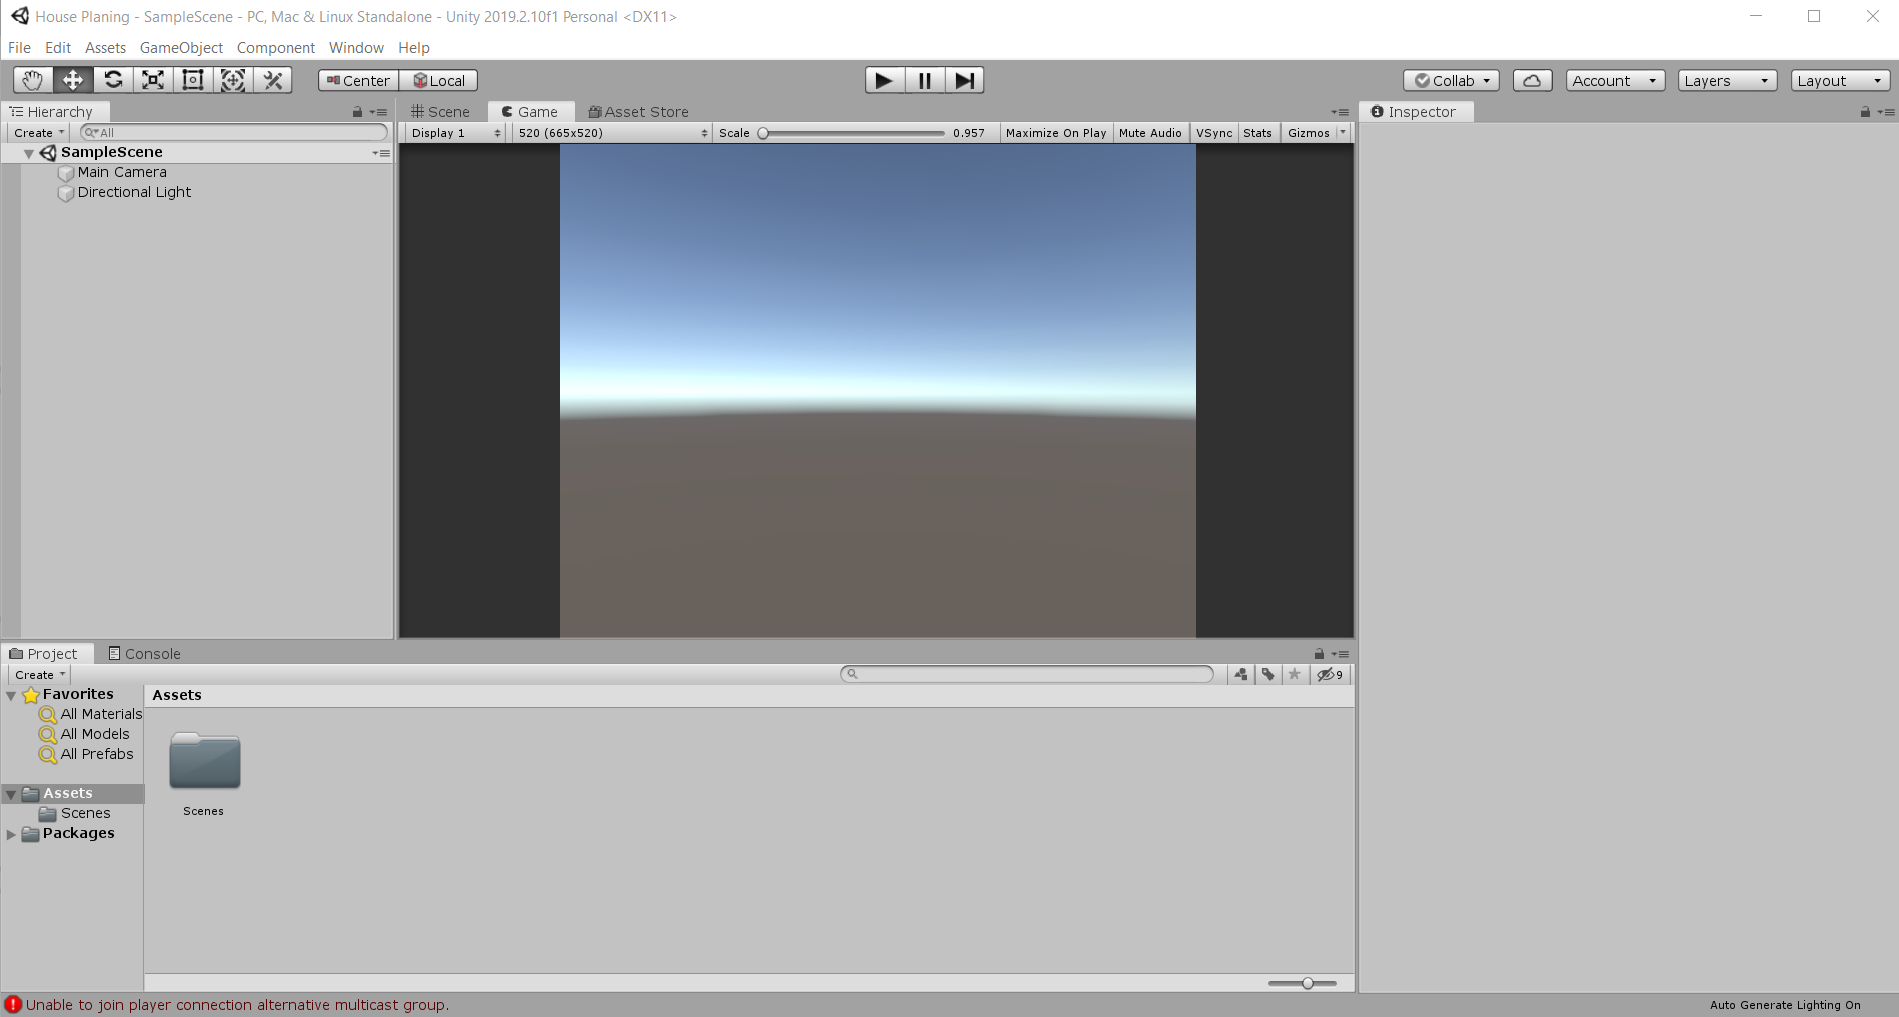 House Planing - SampleScene - PC, Mac & Linux Standalone - Unity 2019.2.10f1 Personal <DX11>
File Edit Assets GameObject Component Window Help
Center Local Collab Account Layers Layout
Hierarchy Scene Game Asset Store Inspector
Create All Display 1 520 (665x520) Scale 0.957 Maximize On Play Mute Audio VSync Stats Gizmos
SampleScene
Main Camera
Directional Light
Project Console
Create 9
Favorites Assets
All Materials
All Models
All Prefabs
Assets
Scenes Scenes
Packages
Unable to join player connection alternative multicast group. Auto Generate Lighting On